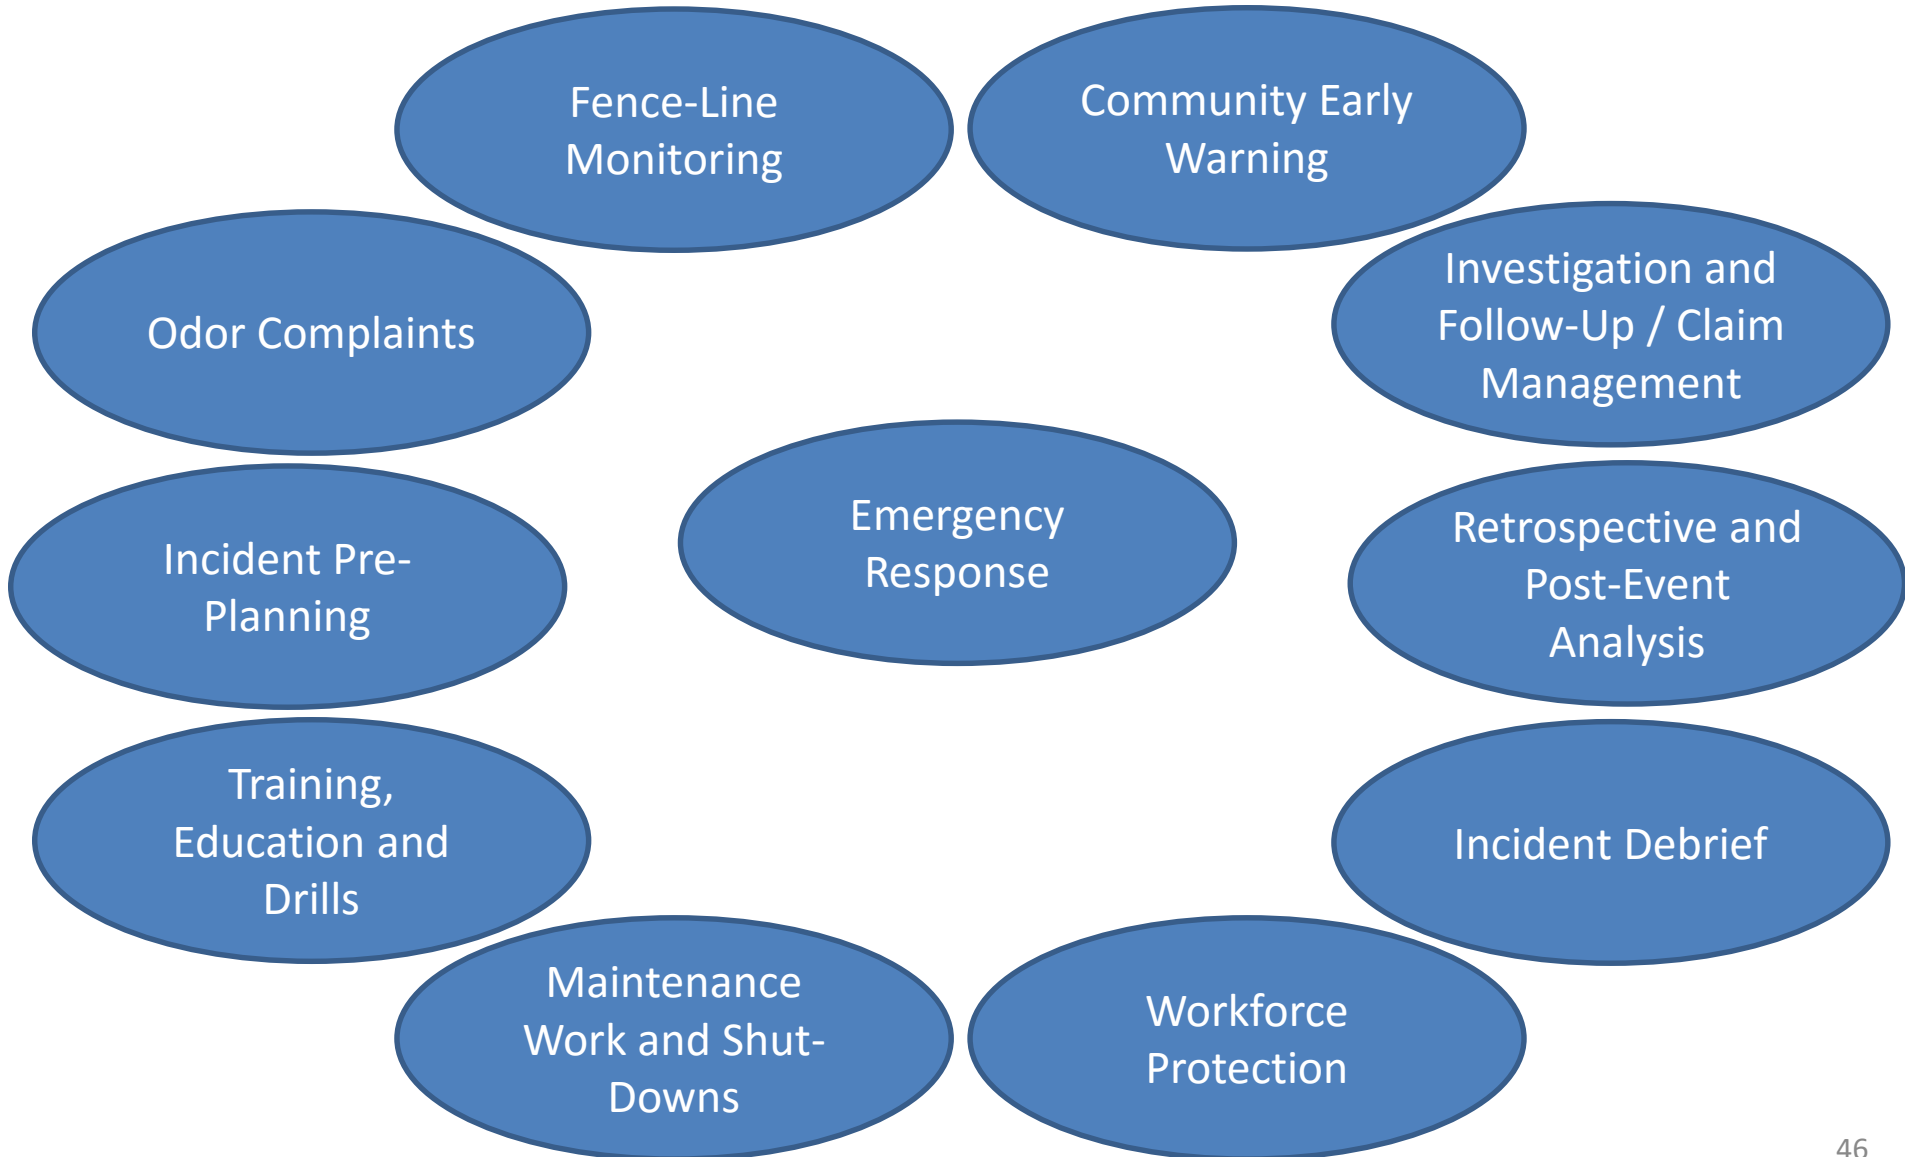 Fence-Line
Monitoring
Community Early
Warning
Odor Complaints
Investigation and
Follow-Up / Claim
Management
Emergency
Response
Incident Pre-
Planning
Retrospective and
Post-Event
Analysis
Training,
Education and
Drills
Incident Debrief
Maintenance
Work and Shut-
Downs
Workforce
Protection
46